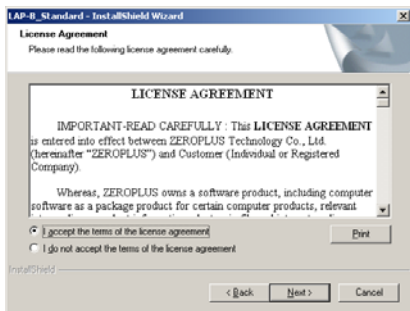 LAP-B_Standard - InstallShield Wizard
License Agreement
Please read the following license agreement carefully.
LICENSE AGREEMENT
IMPORTANT-READ CAREFULLY : This LICENSE AGREEMENT
is entered into effect between ZEROPLUS Technology Co., Ltd.
(hereinafter "ZEROPLUS") and Customer (Individual or Registered
Company).
Whereas, ZEROPLUS owns a software product, including computer
software as a package product for certain computer products, relevant
I accept the terms of the license agreement
Print
I do not accept the terms of the license agreement
InstallShield
< Back
Next >
Cancel